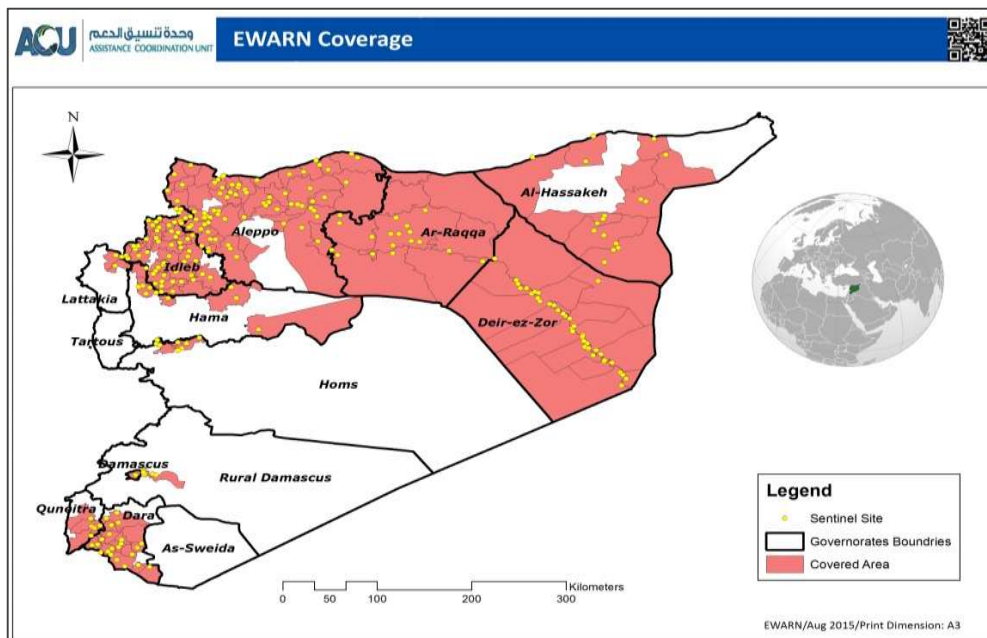 ACU
وحدة تنسيق الدعم
ASSISTANCE COORDINATION UNIT
EWARN Coverage
N
Al-Hassakeh
Aleppo
Ar-Raqqa
Idleb
Lattakia
Hama
Deir-ez-Zor
Tartous
Homs
Damascus
Rural Damascus
Qunoitra
Dara
As-Sweida
Legend
Sentinel Site
Governorates Boundries
Covered Area
Kilometers
0 50 100 200 300
EWARN/Aug 2015/Print Dimension: A3